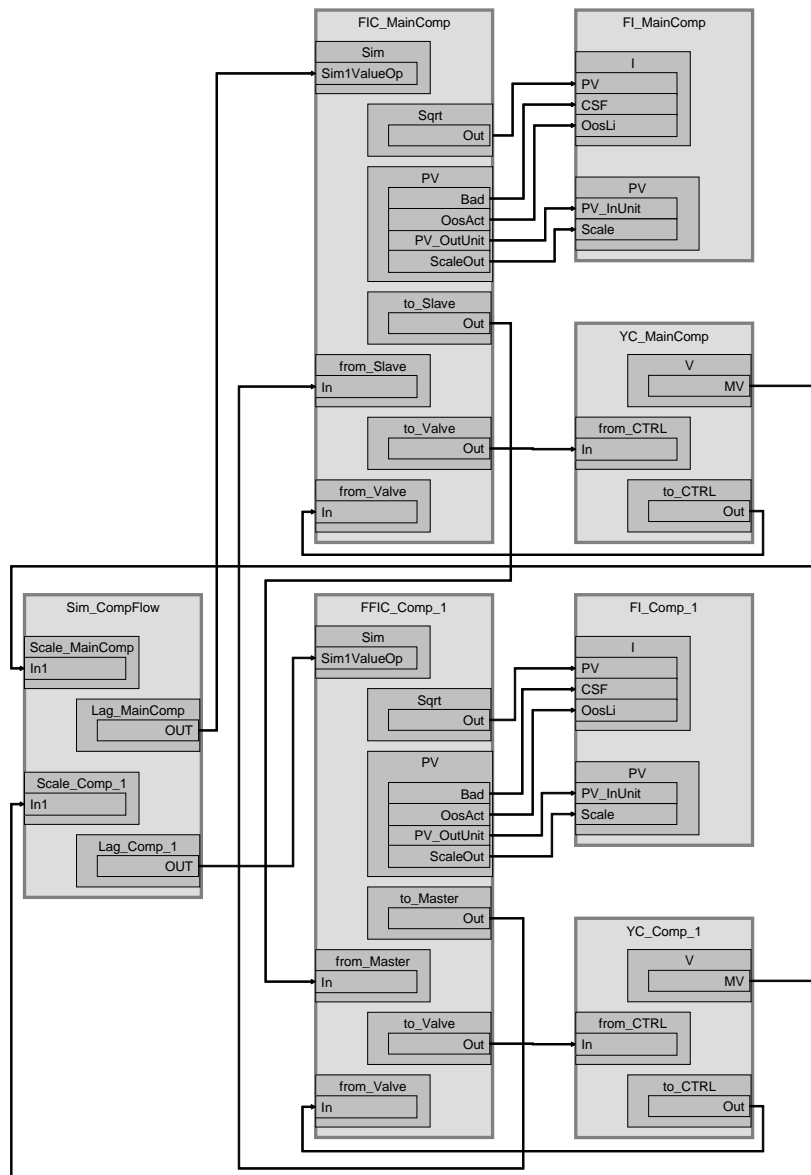 FIC_MainComp
Sim
Sim1ValueOp
Sqrt
Out
PV
Bad
OosAct
PV_OutUnit
ScaleOut
to_Slave
Out
from_Slave
In
to_Valve
Out
from_Valve
In
FI_MainComp
I
PV
CSF
OosLi
PV
PV_InUnit
Scale
YC_MainComp
V
MV
from_CTRL
In
to_CTRL
Out
Sim_CompFlow
Scale_MainComp
In1
Lag_MainComp
OUT
Scale_Comp_1
In1
Lag_Comp_1
OUT
FFIC_Comp_1
Sim
Sim1ValueOp
Sqrt
Out
PV
Bad
OosAct
PV_OutUnit
ScaleOut
to_Master
Out
from_Master
In
to_Valve
Out
from_Valve
In
FI_Comp_1
I
PV
CSF
OosLi
PV
PV_InUnit
Scale
YC_Comp_1
V
MV
from_CTRL
In
to_CTRL
Out